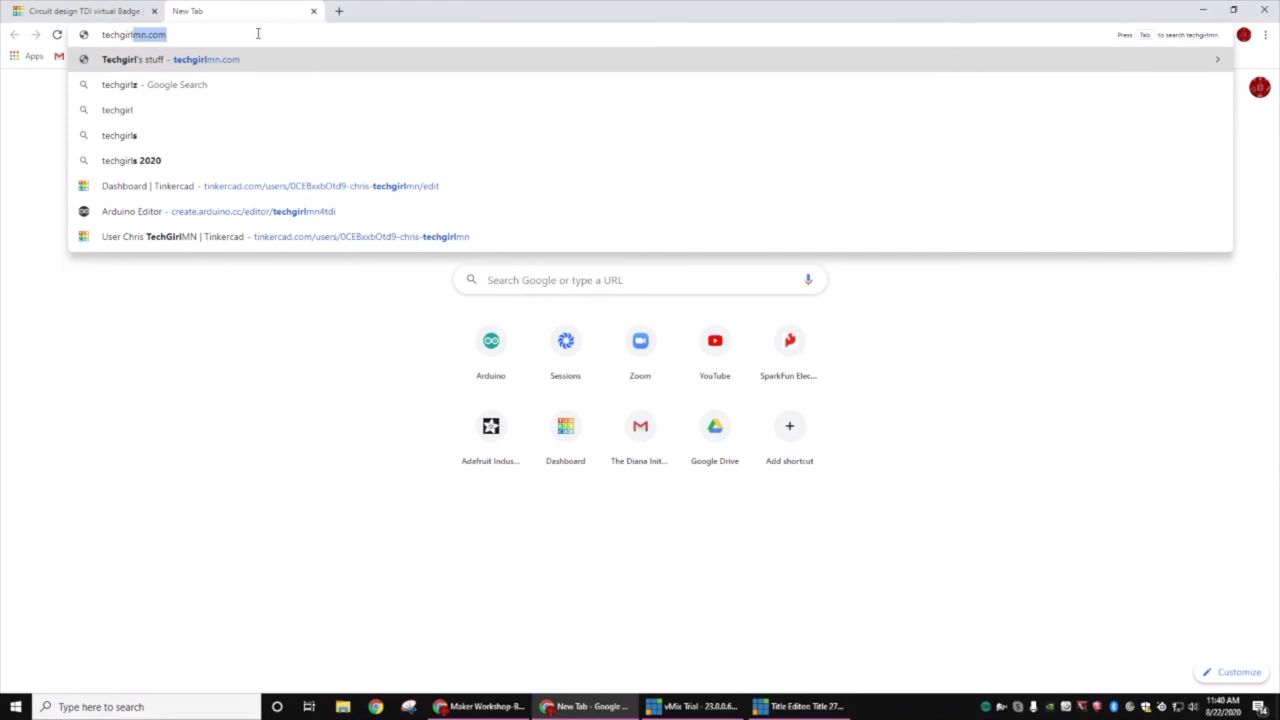 Circuit design TDI virtual Badge |
New Tab
techgirlmn.com
Press Tab to search techgirlmn
Apps
Techgirl's stuff - techgirlmn.com
techgirlz - Google Search
techgirl
techgirls
techgirls 2020
Dashboard | Tinkercad - tinkercad.com/users/0CEBxxbOtd9-chris-techgirlmn/edit
Arduino Editor - create.arduino.cc/editor/techgirlmn4tdi
User Chris TechGirlMN | Tinkercad - tinkercad.com/users/0CEBxxbOtd9-chris-techgirlmn
Search Google or type a URL
Arduino
Sessions
Zoom
YouTube
SparkFun Elec...
Adafruit Indus...
Dashboard
The Diana Init...
Google Drive
Add shortcut
Customize
Type here to search
Maker Workshop-B...
New Tab - Google ...
vMix Trial - 23.0.0.6...
Title Editor: Title 27...
11:40 AM
8/22/2020
14